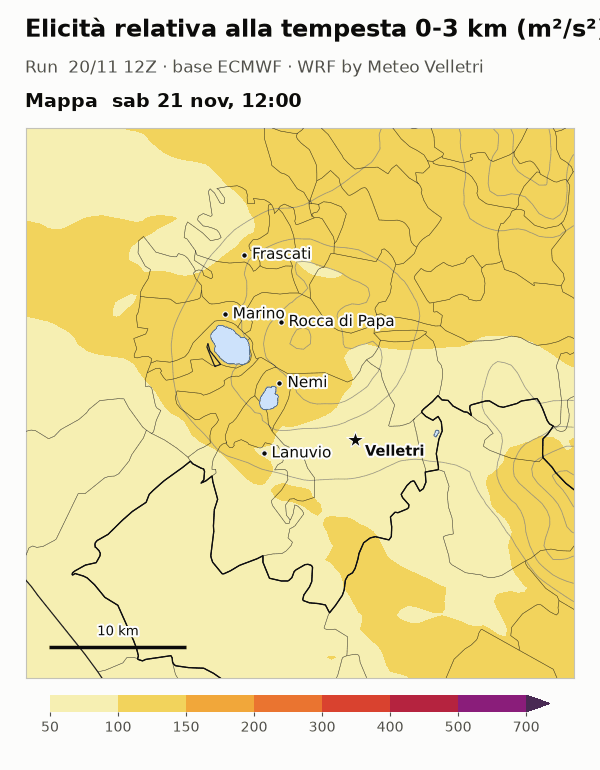 Elicità relativa alla tempesta 0-3 km (m²/s²)
Run 20/11 12Z · base ECMWF · WRF by Meteo Velletri
Mappa sab 21 nov, 12:00
Frascati
Marino
Rocca di Papa
Nemi
Velletri
Lanuvio
10 km
50 100 150 200 300 400 500 700